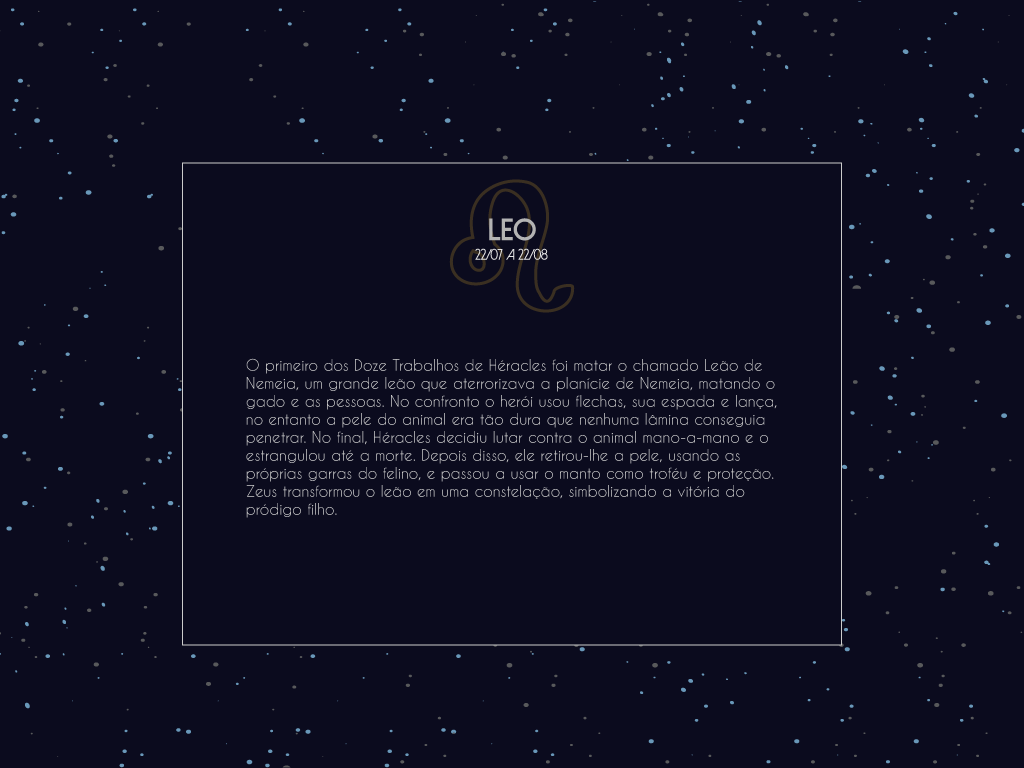 LEO
22/07 A 22/08
O primeiro dos Doze Trabalhos de Héracles foi matar o chamado Leão de
Nemeia, um grande leão que aterrorizava a planície de Nemeia, matando o
gado e as pessoas. No confronto o herói usou flechas, sua espada e lança,
no entanto a pele do animal era tão dura que nenhuma lâmina conseguia
penetrar. No final, Héracles decidiu lutar contra o animal mano-a-mano e o
estrangulou até a morte. Depois disso, ele retirou-lhe a pele, usando as
próprias garras do felino, e passou a usar o manto como troféu e proteção.
Zeus transformou o leão em uma constelação, simbolizando a vitória do
pródigo filho.